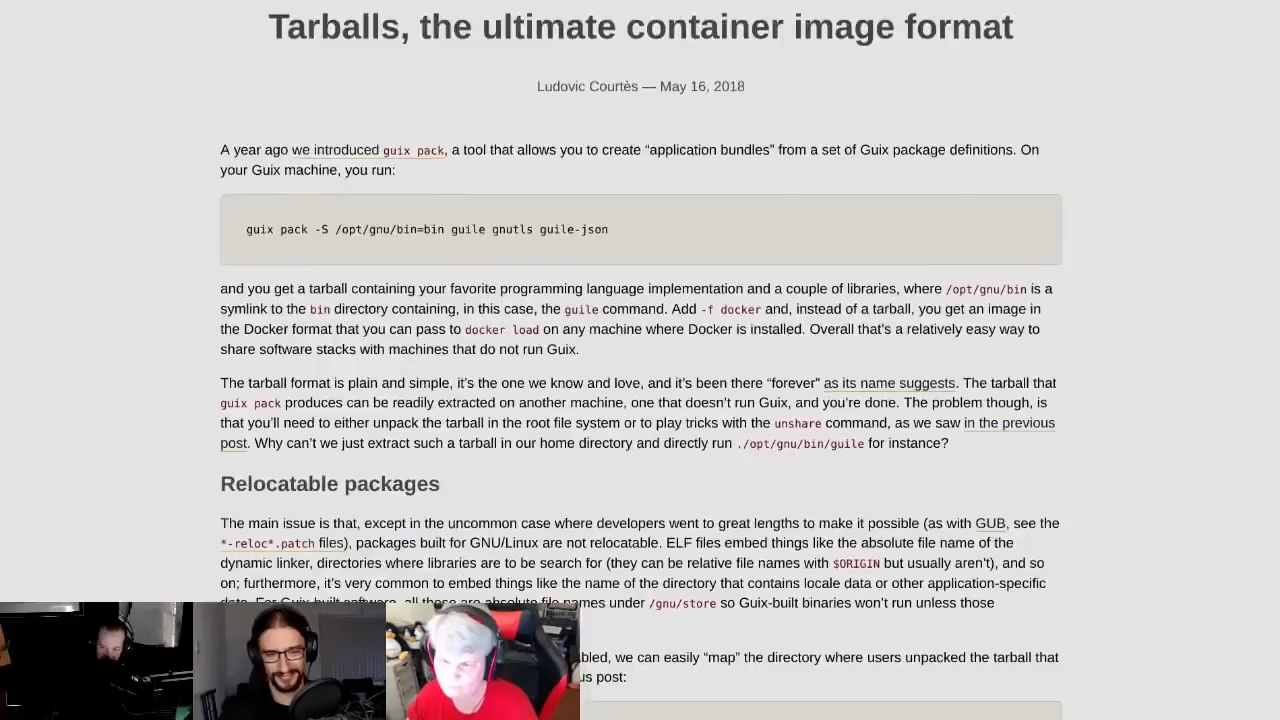 Tarballs, the ultimate container image format
Ludovic Courtès — May 16, 2018
A year ago we introduced guix pack, a tool that allows you to create “application bundles” from a set of Guix package definitions. On
your Guix machine, you run:
guix pack -S /opt/gnu/bin=bin guile gnutls guile-json
and you get a tarball containing your favorite programming language implementation and a couple of libraries, where /opt/gnu/bin is a
symlink to the bin directory containing, in this case, the guile command. Add -f docker and, instead of a tarball, you get an image in
the Docker format that you can pass to docker load on any machine where Docker is installed. Overall that’s a relatively easy way to
share software stacks with machines that do not run Guix.
The tarball format is plain and simple, it’s the one we know and love, and it’s been there “forever” as its name suggests. The tarball that
guix pack produces can be readily extracted on another machine, one that doesn’t run Guix, and you’re done. The problem though, is
that you’ll need to either unpack the tarball in the root file system or to play tricks with the unshare command, as we saw in the previous
post. Why can’t we just extract such a tarball in our home directory and directly run ./opt/gnu/bin/guile for instance?
Relocatable packages
The main issue is that, except in the uncommon case where developers went to great lengths to make it possible (as with GUB, see the
*-reloc*.patch files), packages built for GNU/Linux are not relocatable. ELF files embed things like the absolute file name of the
dynamic linker, directories where libraries are to be search for (they can be relative file names with $ORIGIN but usually aren’t), and so
on; furthermore, it’s very common to embed things like the name of the directory that contains locale data or other application-specific
data. For Guix-built software, all these are absolute file names under /gnu/store so Guix-built binaries won’t run unless those
we can easily “map” the directory where users unpacked the tarball that
post: